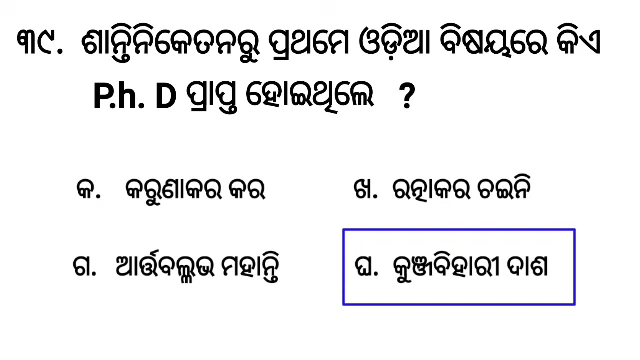 ୩୯. ଶାନ୍ତିନିକେତନରୁ ପ୍ରଥମେ ଓଡ଼ିଆ ବିଷୟରେ କିଏ
P.h. D ପ୍ରାପ୍ତ ହୋଇଥିଲେ ?
କ. କରୁଣାକର କର ଖ. ରତ୍ନାକର ଚଇନି
ଗ. ଆର୍ତ୍ତବଲ୍ଲଭ ମହାନ୍ତି ଘ. କୁଞ୍ଜବିହାରୀ ଦାଶ